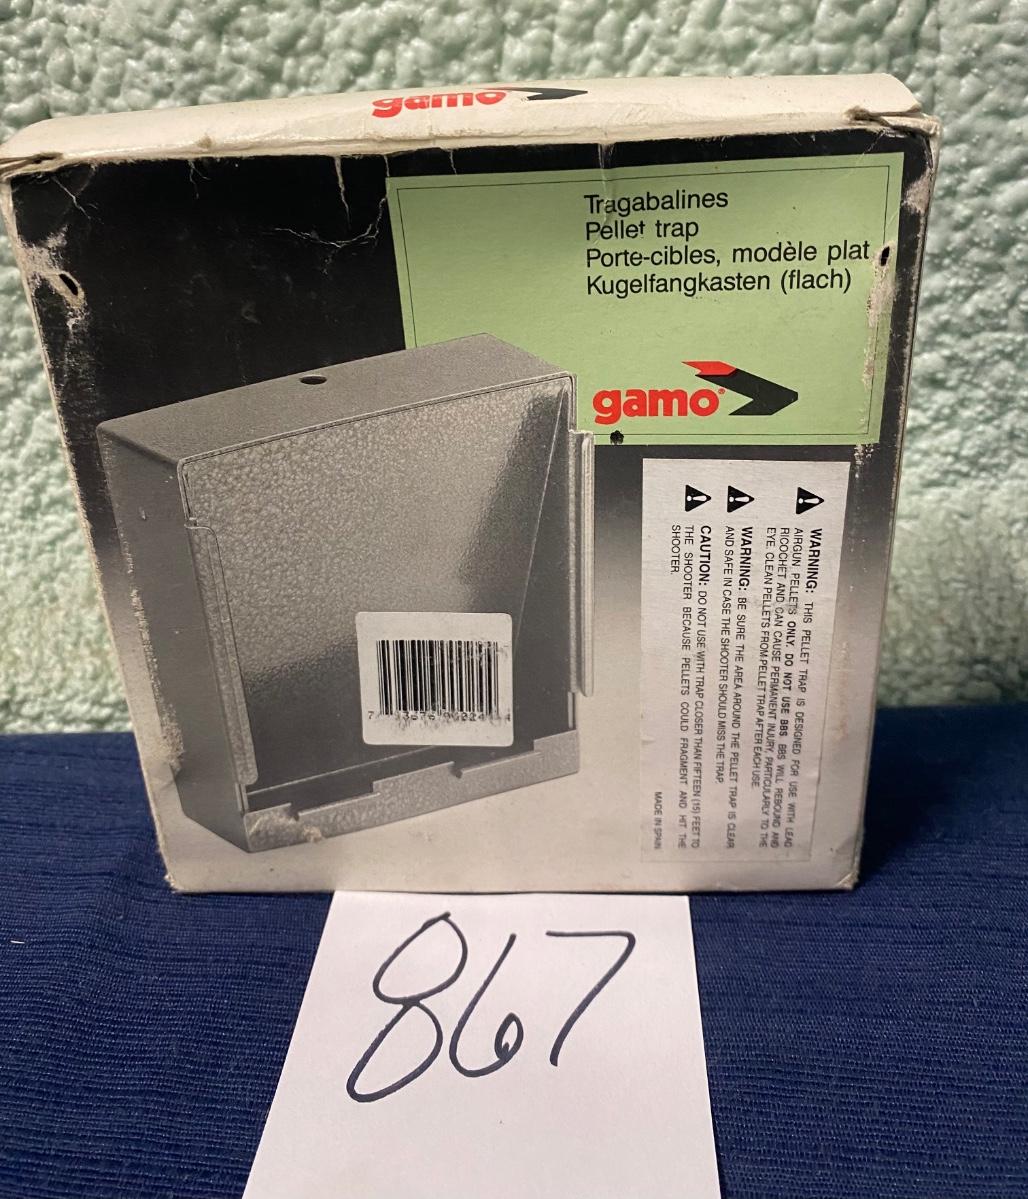 gamo
Tragabalines
Pellet trap
Porte-cibles, modèle plat
Kugelfangkasten (flach)
gamo®
WARNING: THIS PELLET TRAP IS DESIGNED FOR USE WITH LEAD
AIRGUN PELLETS ONLY. DO NOT USE BBS. BBS WILL REBOUND AND
RICOCHET AND CAN CAUSE PERMANENT INJURY, PARTICULARLY TO THE
EYE. CLEAN PELLETS FROM PELLET TRAP AFTER EACH USE.
WARNING: BE SURE THE AREA AROUND THE PELLET TRAP IS CLEAR
AND SAFE IN CASE THE SHOOTER SHOULD MISS THE TRAP.
CAUTION: DO NOT USE WITH TRAP CLOSER THAN FIFTEEN (15) FEET TO
THE SHOOTER BECAUSE PELLETS COULD FRAGMENT AND HIT THE
SHOOTER.
MADE IN SPAIN
867